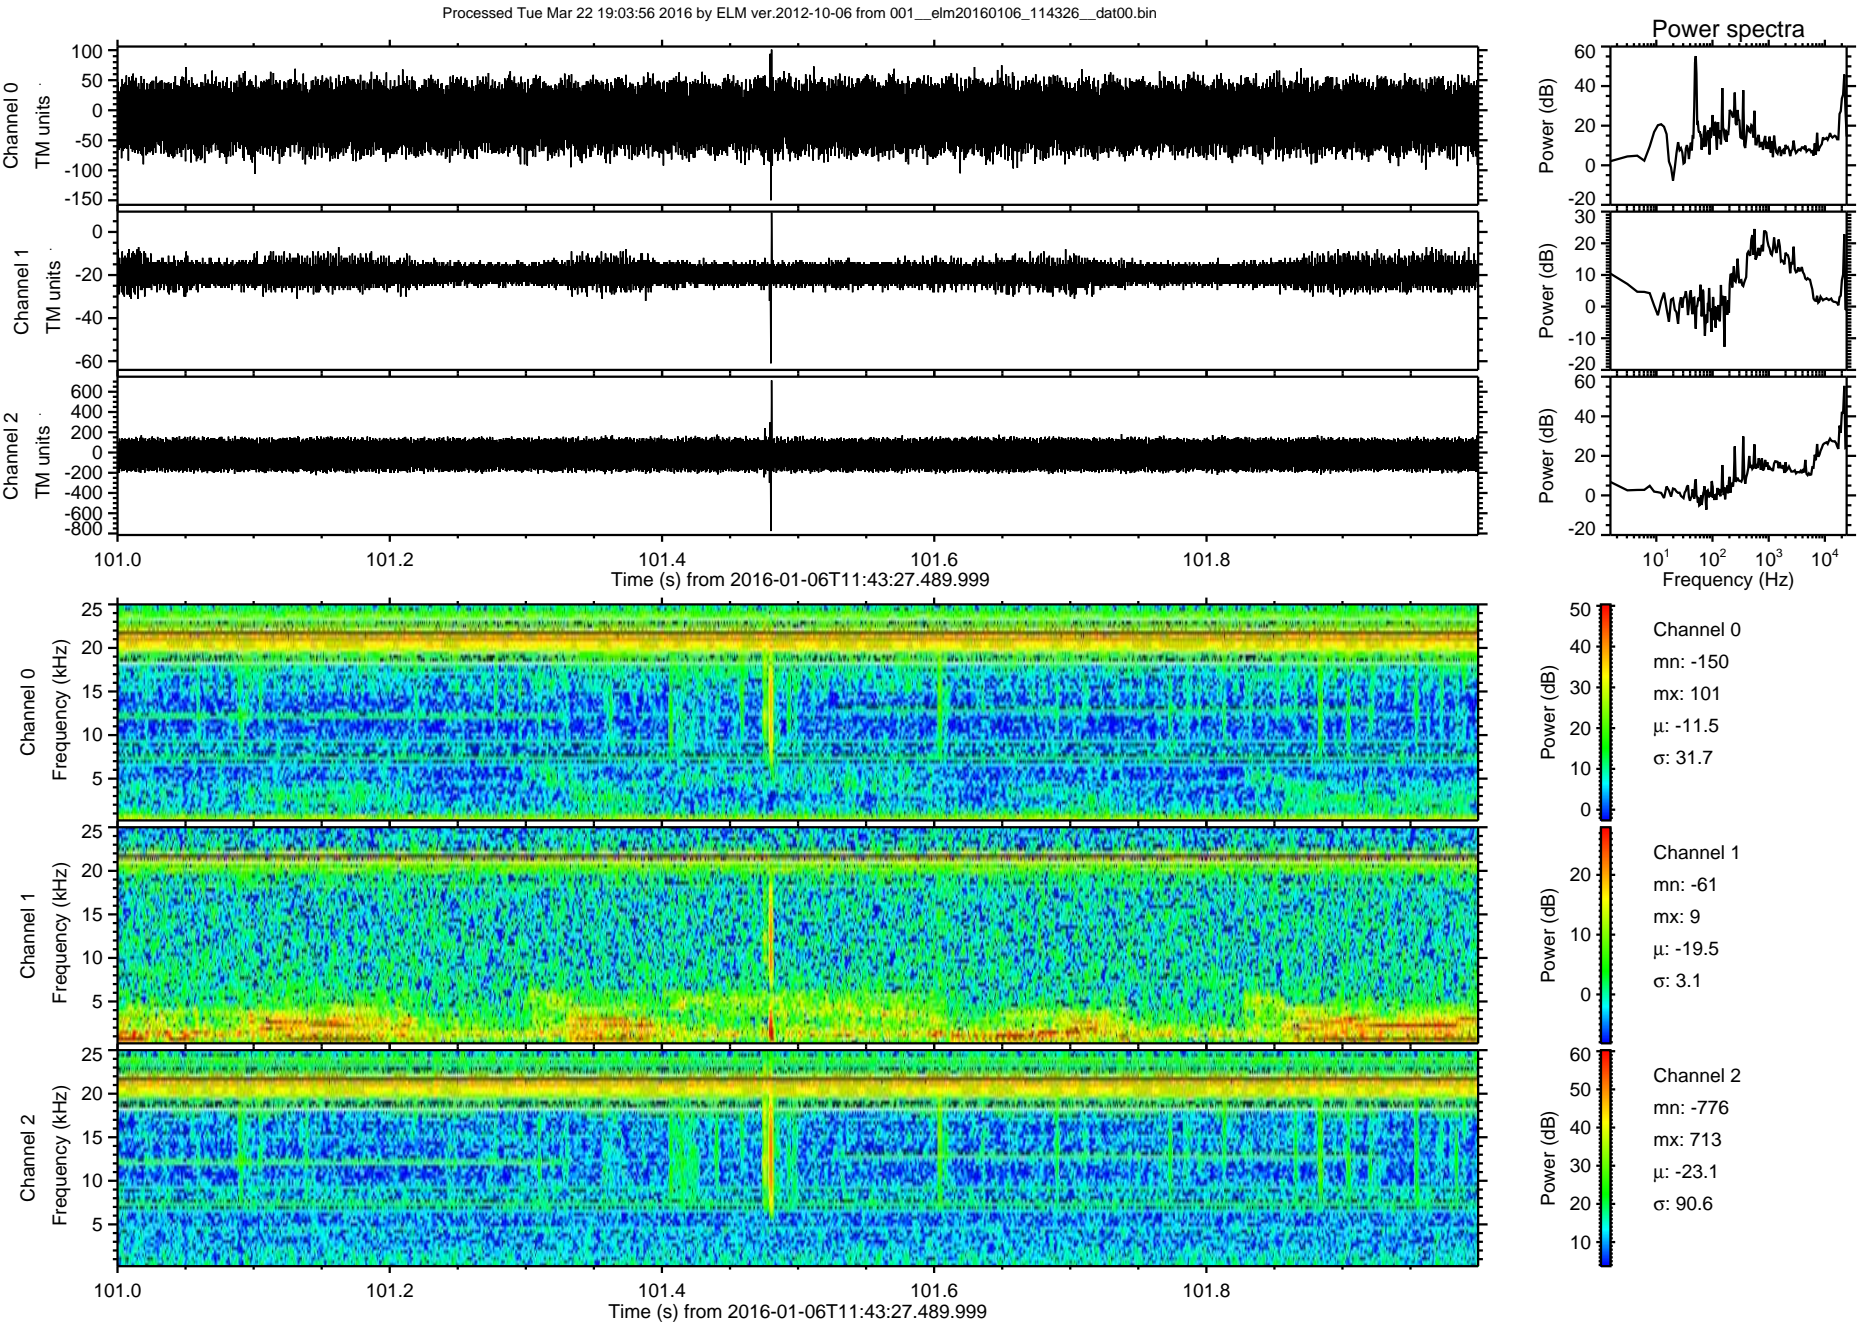 Processed Tue Mar 22 19:03:56 2016 by ELM ver.2012-10-06 from 001__elm20160106_114326__dat00.bin
Power spectra
Channel 0
TM units
100
50
0
-50
-100
-150
Power (dB)
60
40
20
0
-20
Channel 1
TM units
0
-20
-40
-60
Power (dB)
30
20
10
0
-10
-20
Channel 2
TM units
600
400
200
0
-200
-400
-600
-800
Power (dB)
60
40
20
0
-20
101.0 101.2 101.4 101.6 101.8
Time (s) from 2016-01-06T11:43:27.489.999
10¹ 10² 10³ 10⁴
Frequency (Hz)
Channel 0
Frequency (kHz)
25
20
15
10
5
Power (dB)
50
40
30
20
10
0
Channel 0
mn: -150
mx: 101
μ: -11.5
σ: 31.7
Channel 1
Frequency (kHz)
25
20
15
10
5
Power (dB)
20
10
0
Channel 1
mn: -61
mx: 9
μ: -19.5
σ: 3.1
Channel 2
Frequency (kHz)
25
20
15
10
5
Power (dB)
60
50
40
30
20
10
Channel 2
mn: -776
mx: 713
μ: -23.1
σ: 90.6
101.0 101.2 101.4 101.6 101.8
Time (s) from 2016-01-06T11:43:27.489.999